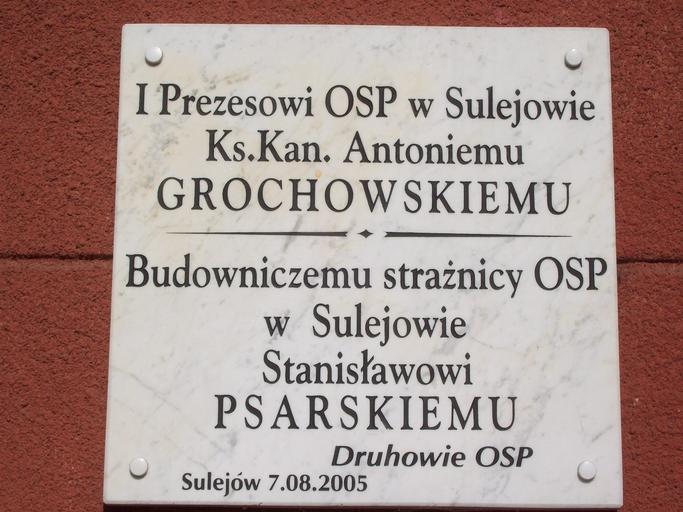 I Prezesowi OSP w Sulejowie
Ks.Kan. Antoniemu
GROCHOWSKIEMU
Budowniczemu strażnicy OSP
w Sulejowie
Stanisławowi
PSARSKIEMU
Druhowie OSP
Sulejów 7.08.2005